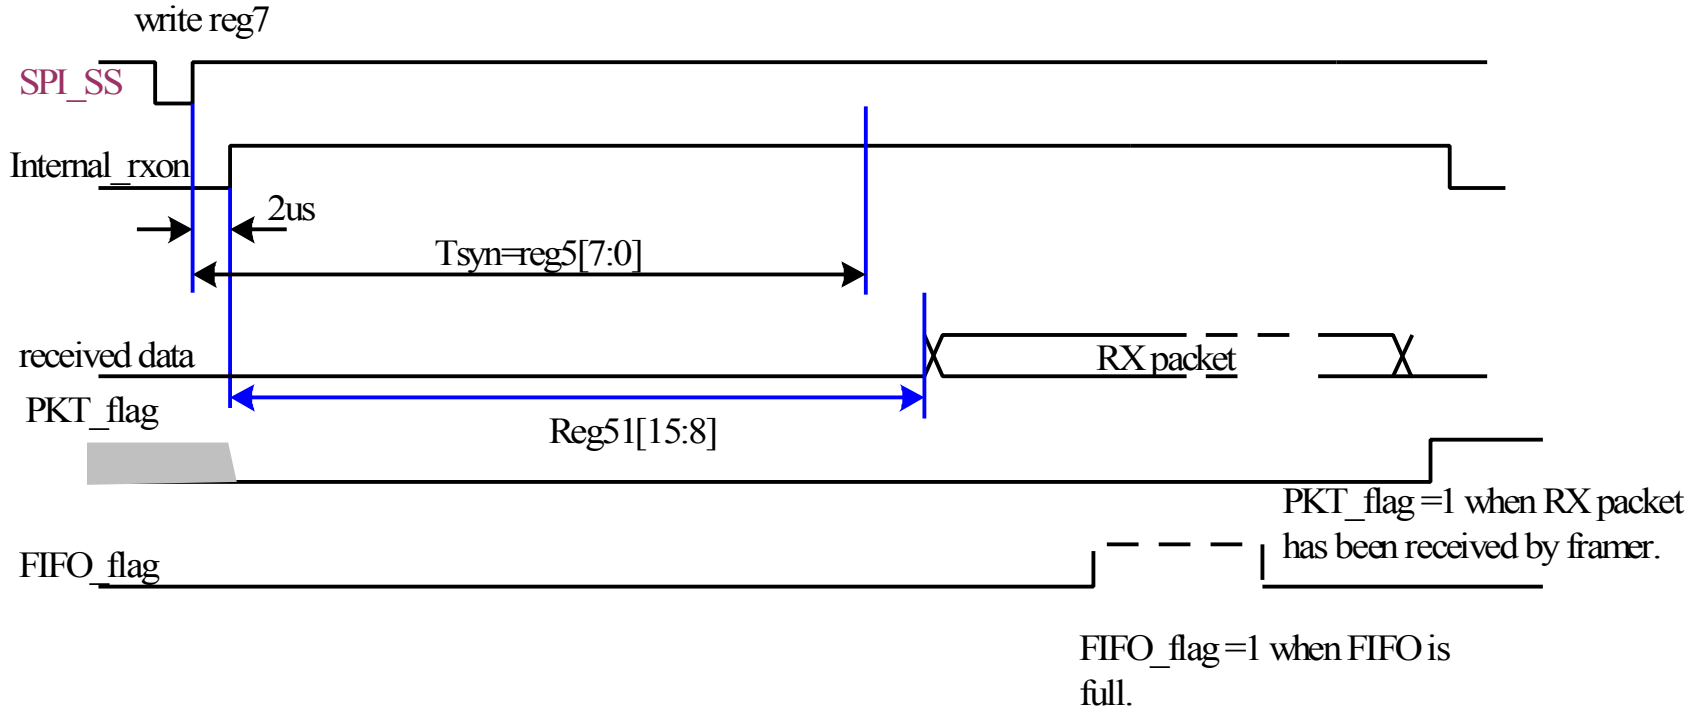 write reg7
SPI_SS
Internal_rxon
2us
Tsyn=reg5[7:0]
received data
RX packet
PKT_flag
Reg51[15:8]
PKT_flag =1 when RX packet
has been received by framer.
FIFO_flag
FIFO_flag =1 when FIFO is
full.